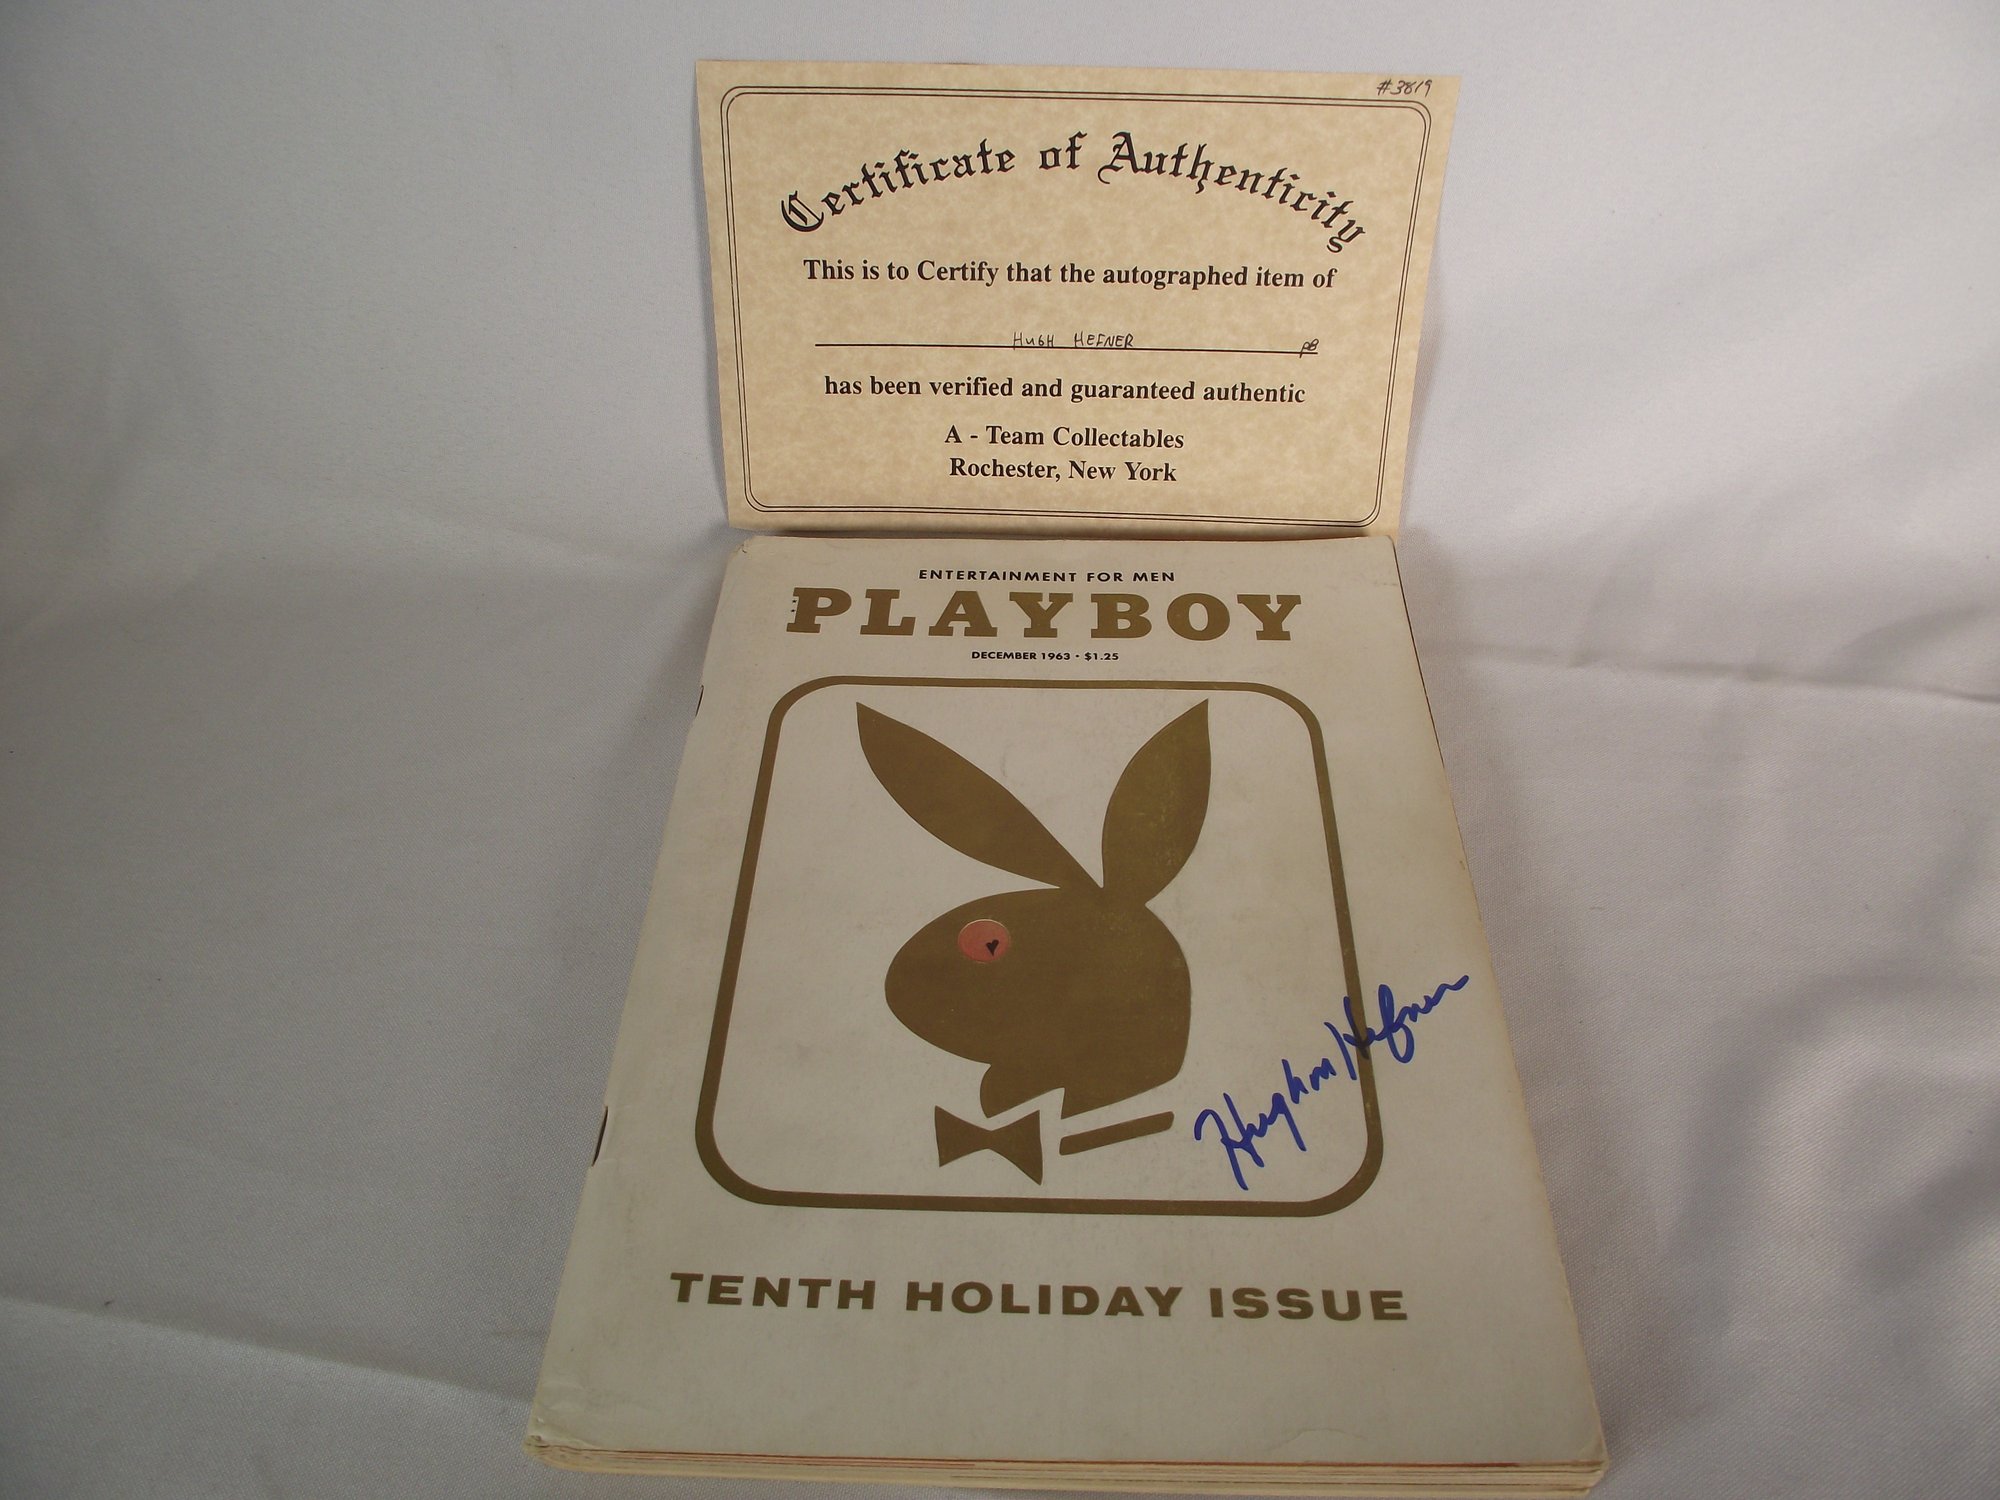 #3819
Certificate of Authenticity
This is to Certify that the autographed item of
HUGH HEFNER PB
has been verified and guaranteed authentic
A - Team Collectables
Rochester, New York
ENTERTAINMENT FOR MEN
PLAYBOY
DECEMBER 1963 • $1.25
Hugh M Hefner
TENTH HOLIDAY ISSUE